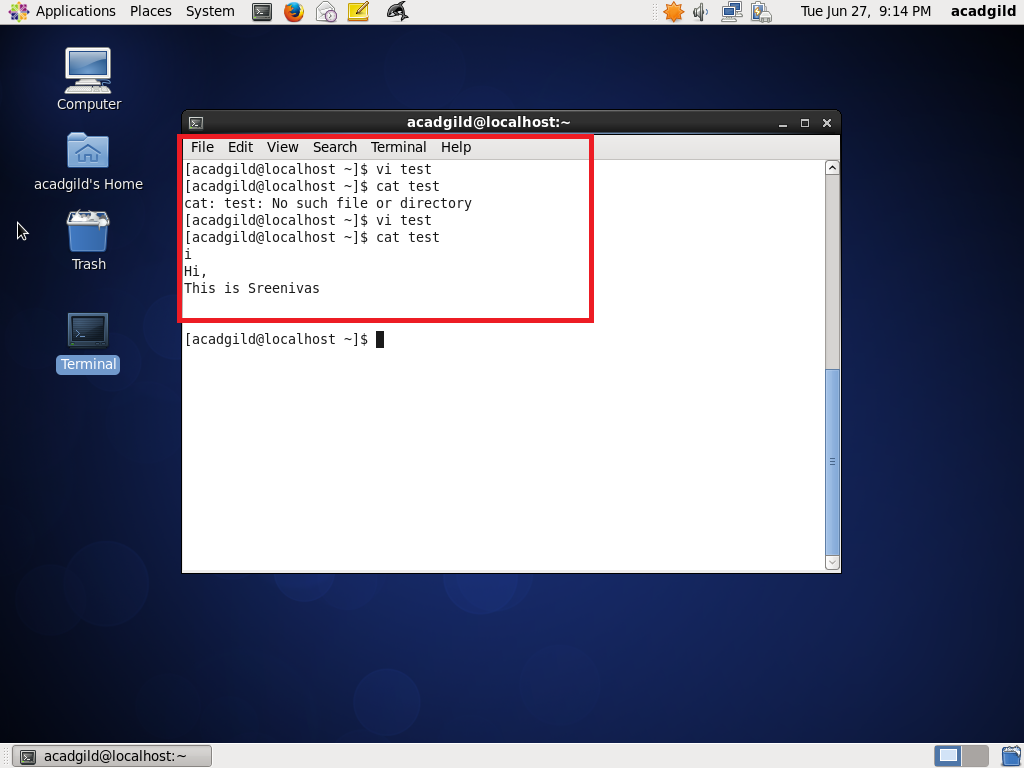 Applications Places System Tue Jun 27, 9:14 PM acadgild
Computer
acadgild's Home
Trash
Terminal
acadgild@localhost:~
File Edit View Search Terminal Help
[acadgild@localhost ~]$ vi test
[acadgild@localhost ~]$ cat test
cat: test: No such file or directory
[acadgild@localhost ~]$ vi test
[acadgild@localhost ~]$ cat test
i
Hi,
This is Sreenivas
[acadgild@localhost ~]$
acadgild@localhost:~